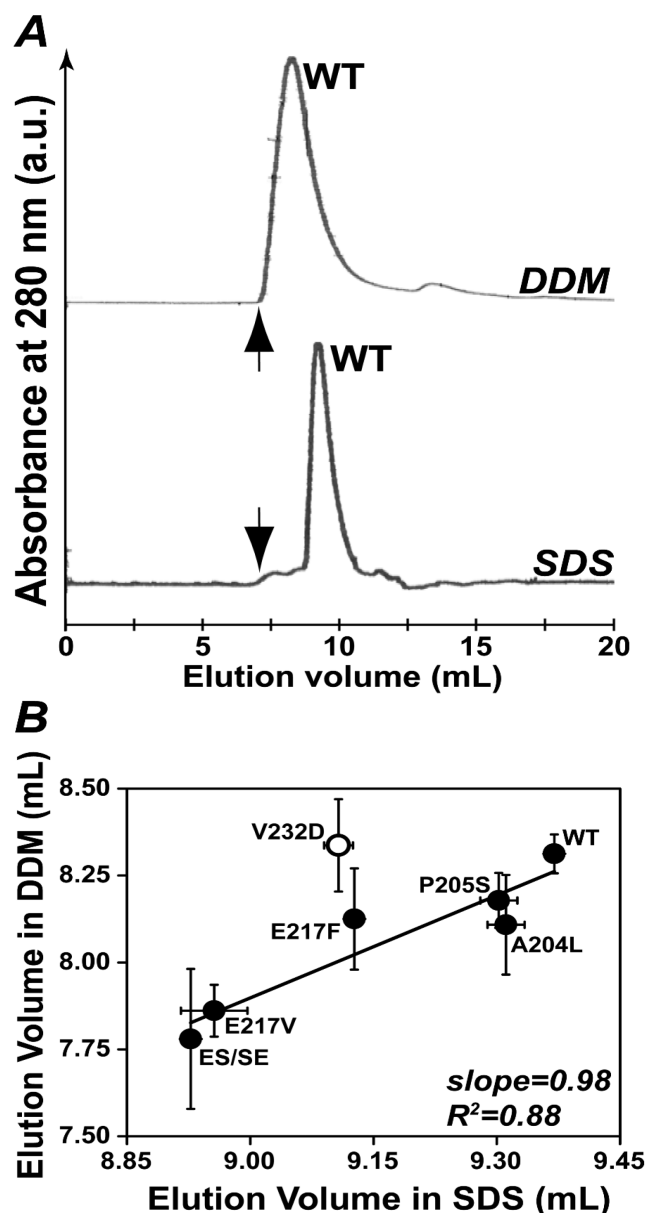 A
Absorbance at 280 nm (a.u.)
WT
DDM
WT
SDS
0 5 10 15 20
Elution volume (mL)
B
Elution Volume in DDM (mL)
8.50
8.25
8.00
7.75
7.50
V232D
WT
P205S
E217F
A204L
E217V
ES/SE
slope=0.98
R²=0.88
8.85 9.00 9.15 9.30 9.45
Elution Volume in SDS (mL)